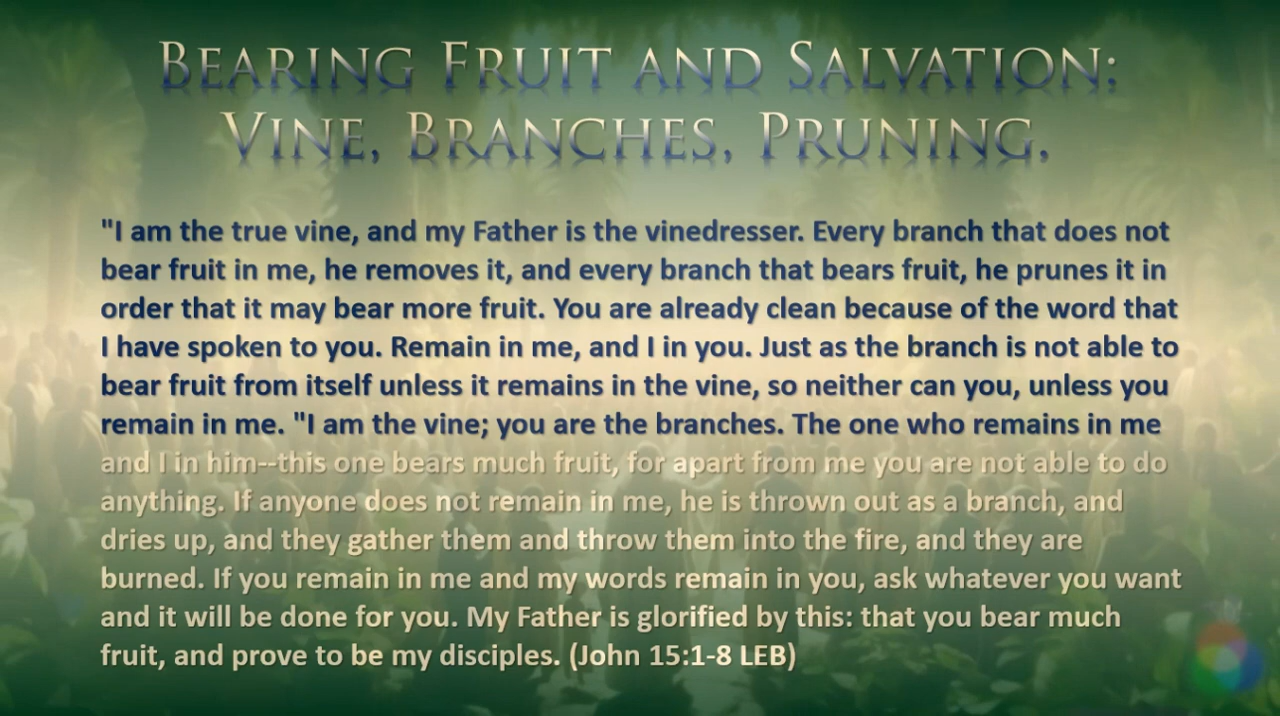 Bearing Fruit and Salvation:
Vine, Branches, Pruning.
"I am the true vine, and my Father is the vinedresser. Every branch that does not
bear fruit in me, he removes it, and every branch that bears fruit, he prunes it in
order that it may bear more fruit. You are already clean because of the word that
I have spoken to you. Remain in me, and I in you. Just as the branch is not able to
bear fruit from itself unless it remains in the vine, so neither can you, unless you
remain in me. "I am the vine; you are the branches. The one who remains in me
and I in him--this one bears much fruit, for apart from me you are not able to do
anything. If anyone does not remain in me, he is thrown out as a branch, and
dries up, and they gather them and throw them into the fire, and they are
burned. If you remain in me and my words remain in you, ask whatever you want
and it will be done for you. My Father is glorified by this: that you bear much
fruit, and prove to be my disciples. (John 15:1-8 LEB)